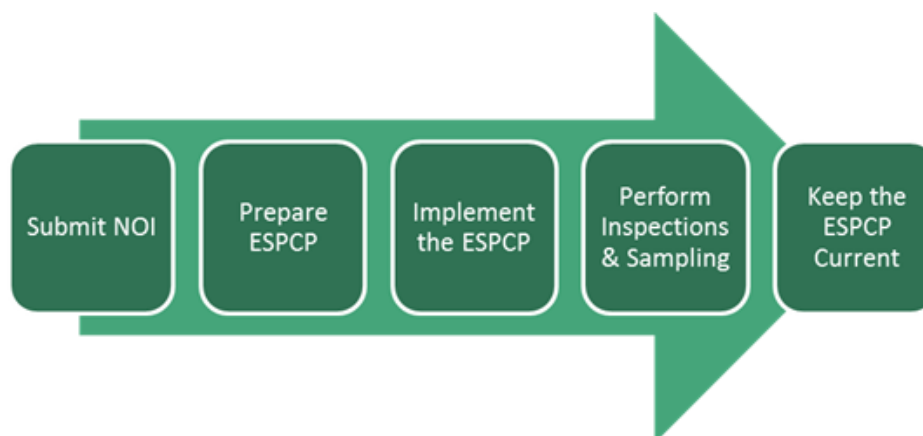 Submit NOI
Prepare
ESPCP
Implement
the ESPCP
Perform
Inspections
& Sampling
Keep the
ESPCP
Current